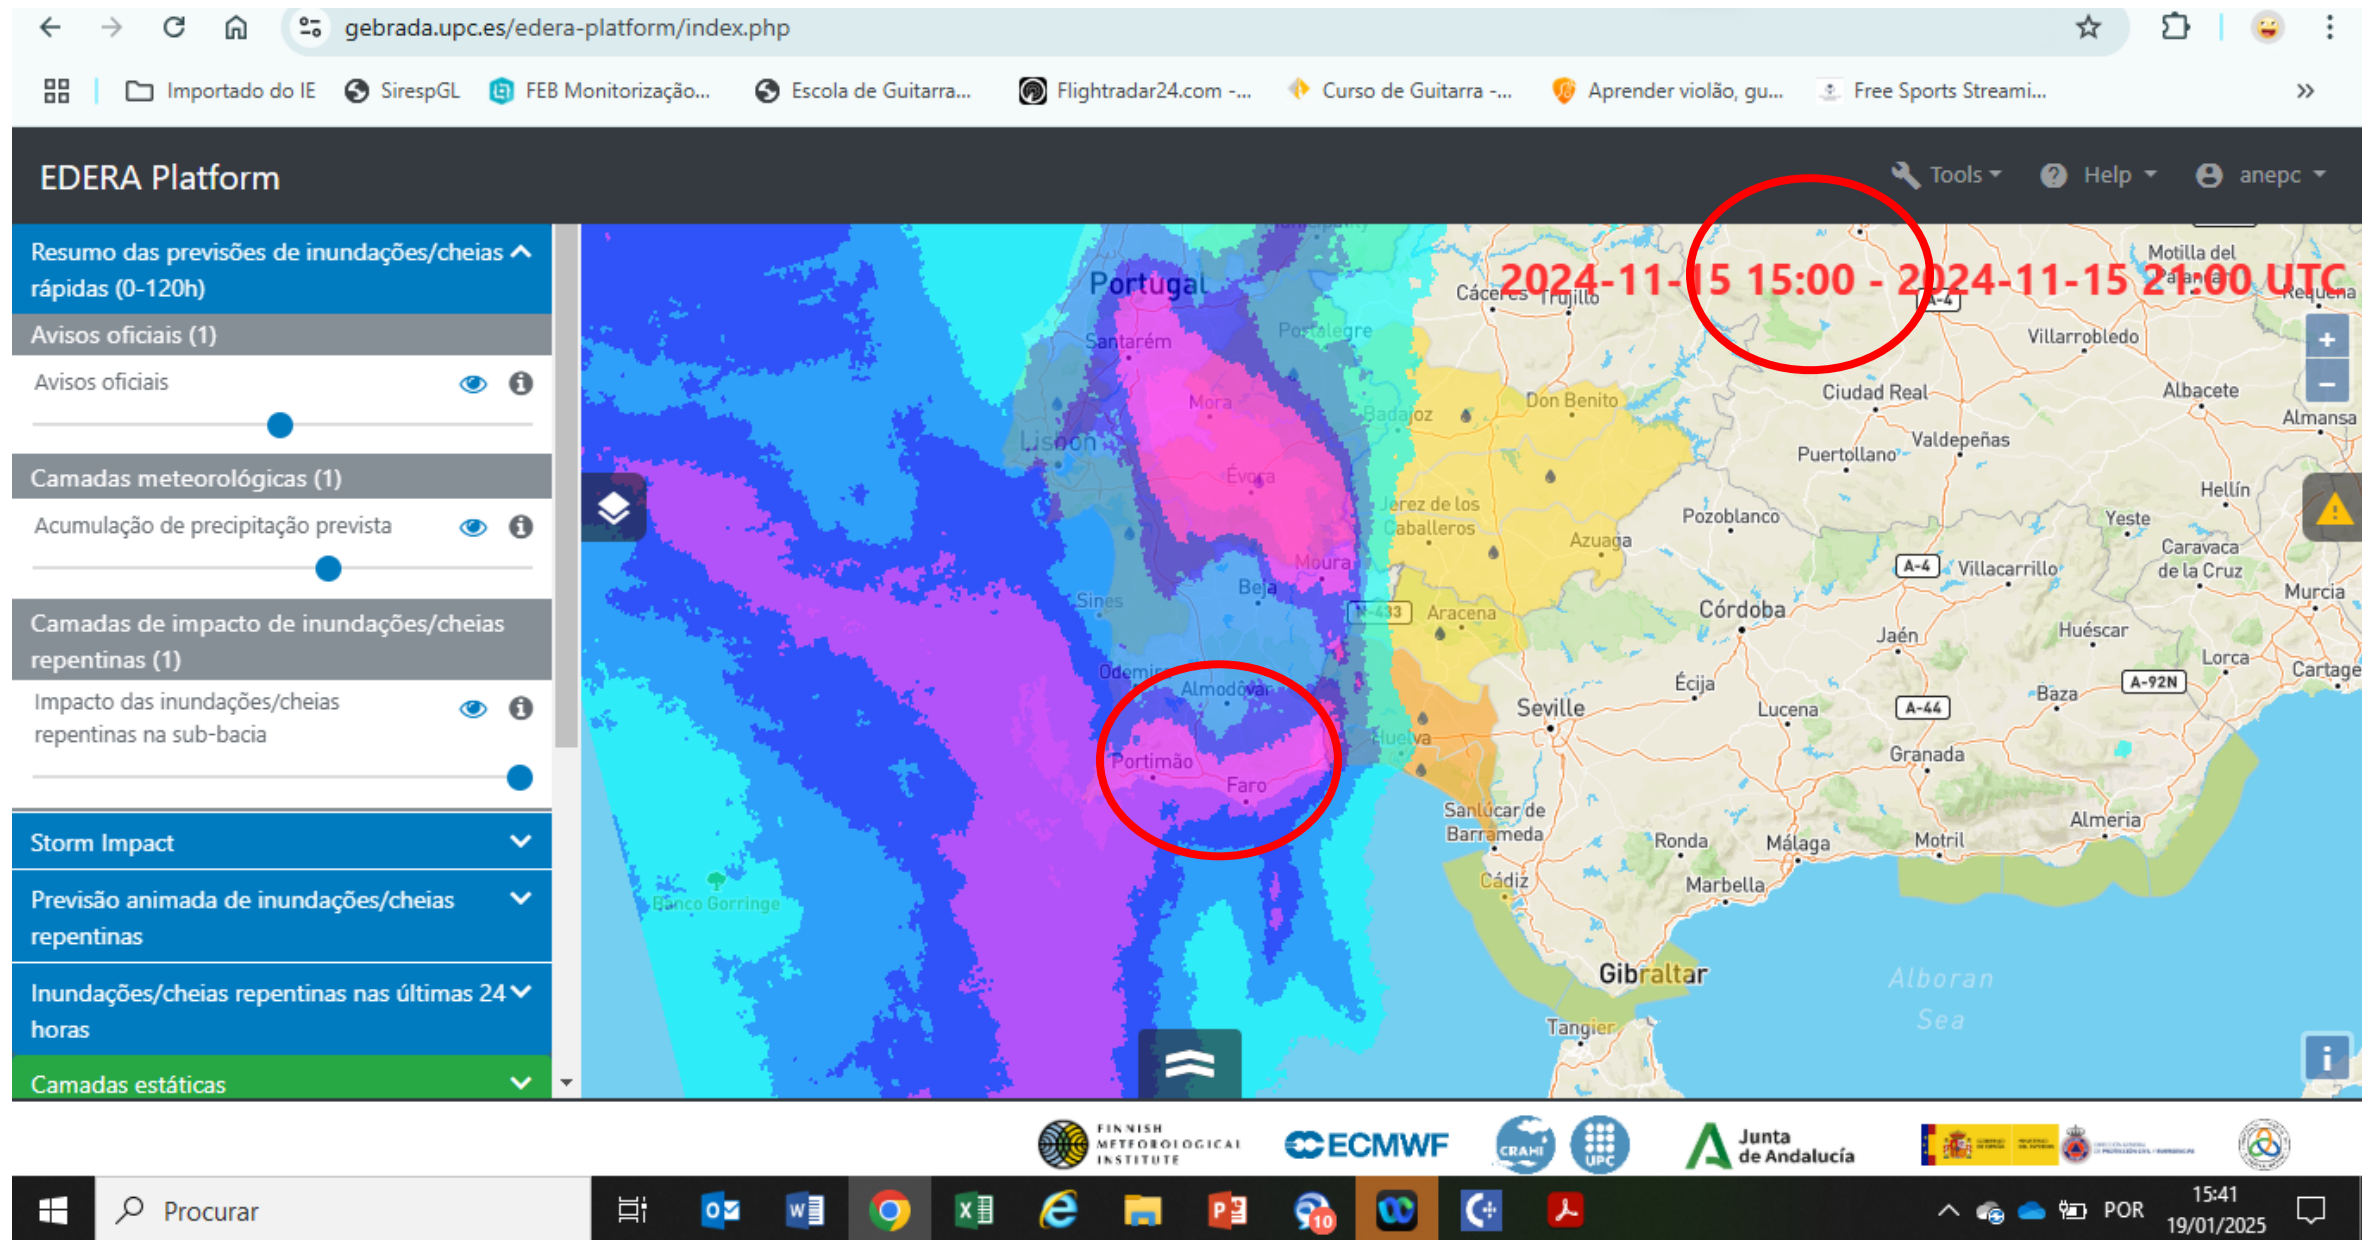 gebrada.upc.es/edera-platform/index.php
Importado do IE
SirespGL
FEB Monitorização...
Escola de Guitarra...
Flightradar24.com -...
Curso de Guitarra -...
Aprender violão, gu...
Free Sports Streami...
EDERA Platform
Tools
Help
anepc
Resumo das previsões de inundações/cheias
rápidas (0-120h)
Avisos oficiais (1)
Avisos oficiais
Camadas meteorológicas (1)
Acumulação de precipitação prevista
Camadas de impacto de inundações/cheias
repentinas (1)
Impacto das inundações/cheias
repentinas na sub-bacia
Storm Impact
Previsão animada de inundações/cheias
repentinas
Inundações/cheias repentinas nas últimas 24
horas
Camadas estáticas
2024-11-15 15:00 - 2024-11-15 21:00 UTC
Portugal
Motilla del
Palancar
Requena
Cáceres
Trujillo
A-4
Santarém
Portalegre
Villarrobledo
Mora
Don Benito
Ciudad Real
Albacete
Badajoz
Almansa
Lisbon
Valdepeñas
Puertollano
Évora
Hellín
Jerez de los
Caballeros
Pozoblanco
Yeste
Azuaga
Caravaca
de la Cruz
Moura
A-4
Villacarrillo
Beja
Murcia
Sines
N-433
Aracena
Córdoba
Jaén
Huéscar
Lorca
Cartage
Odemira
Almodôvar
Écija
A-92N
Baza
Seville
Lucena
A-44
Huelva
Granada
Portimão
Faro
Sanlúcar de
Barrameda
Almeria
Ronda
Málaga
Motril
Cádiz
Marbella
Banco Gorringe
Gibraltar
Alboran
Sea
Tangier
FINNISH
METEOROLOGICAL
INSTITUTE
ECMWF
CRAHI
UPC
Junta
de Andalucía
Procurar
10
POR
15:41
19/01/2025